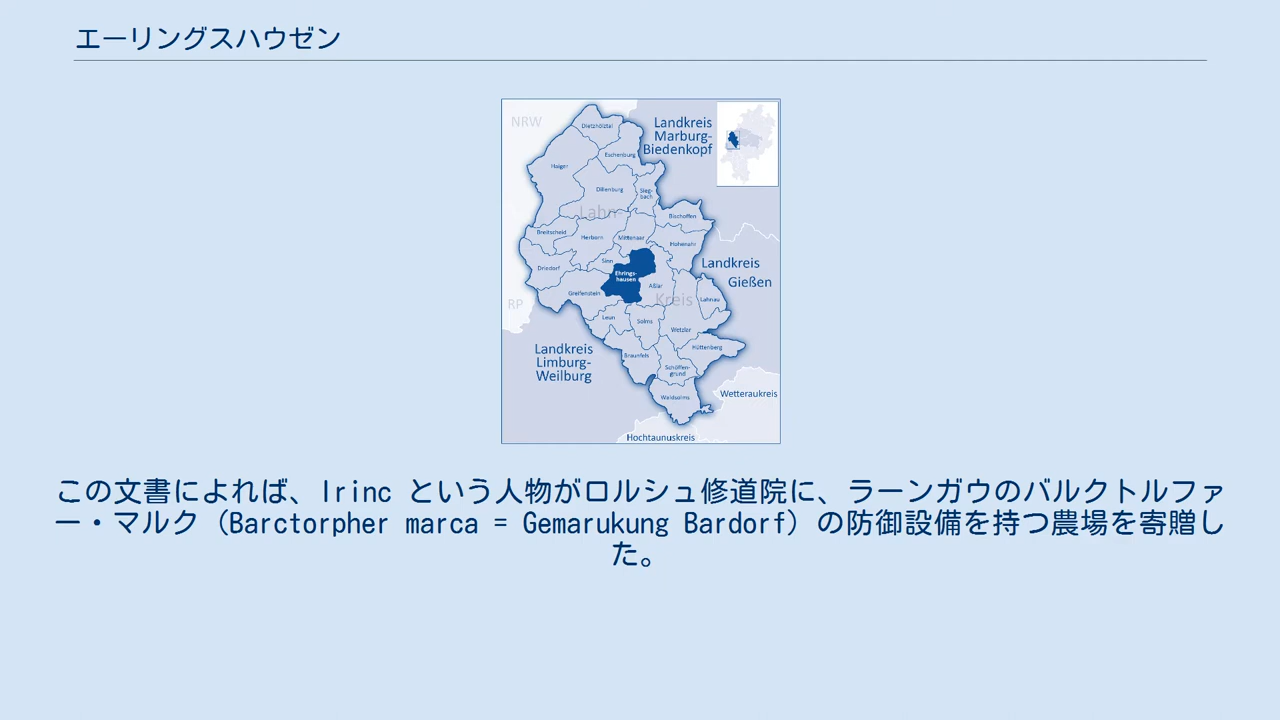 エーリングスハウゼン
NRW
Landkreis
Marburg-
Biedenkopf
Dietzhölztal
Eschenburg
Haiger
Dillenburg
Sieg-
bach
Lahn-
Bischoffen
Breitscheid
Herborn
Mittenaar
Hohenahr
Sinn
Driedorf
Ehrings-
hausen
Landkreis
Gießen
Aßlar
Greifenstein
Kreis
Lahnau
RP
Leun
Solms
Wetzlar
Landkreis
Limburg-
Weilburg
Hüttenberg
Braunfels
Schöffen-
grund
Waldsolms
Wetteraukreis
Hochtaunuskreis
この文書によれば、Irinc という人物がロルシュ修道院に、ラーンガウのバルクトルファ
ー・マルク（Barctorpher marca = Gemarukung Bardorf）の防御設備を持つ農場を寄贈し
た。